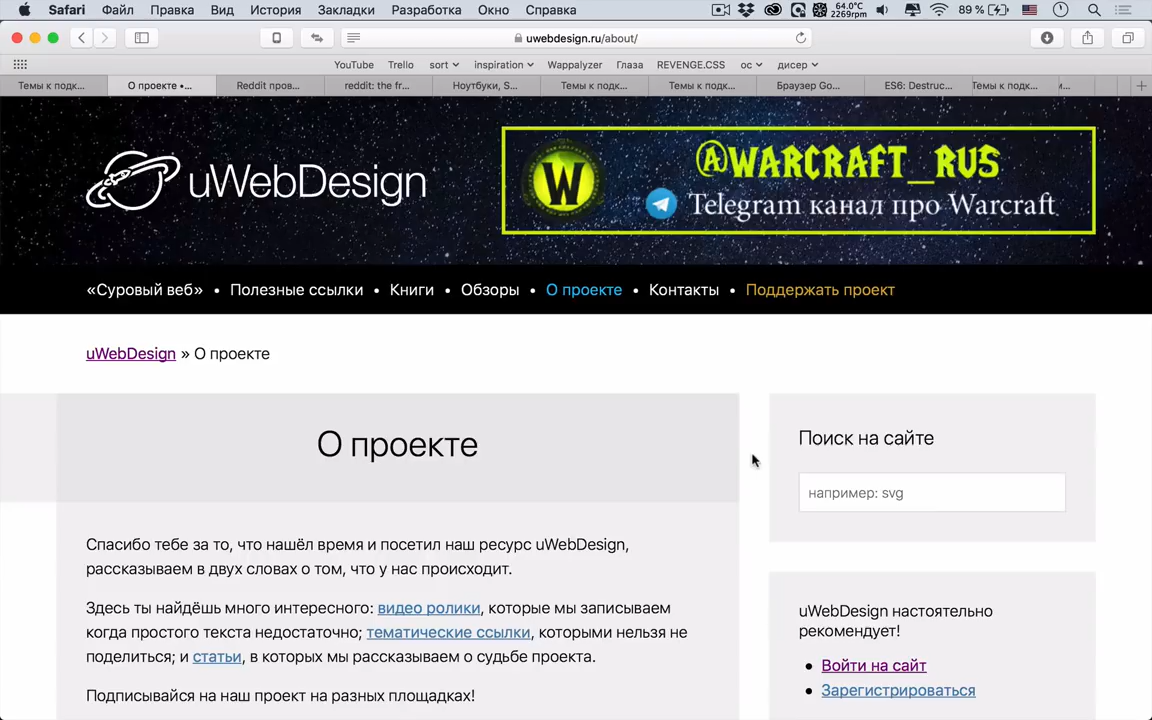 Safari Файл Правка Вид История Закладки Разработка Окно Справка 64.0°C 2269rpm 89 %
uwebdesign.ru/about/
YouTube Trello sort inspiration Wappalyzer Глаза REVENGE.CSS ос дисер
Темы к подк... О проекте •... Reddit пров... reddit: the fr... Ноутбуки, S... Темы к подк... Темы к подк... Браузер Go... ES6: Destruc... Темы к подк...
uWebDesign
W
@WARCRAFT_RUS
Telegram канал про Warcraft
«Суровый веб» • Полезные ссылки • Книги • Обзоры • О проекте • Контакты • Поддержать проект
uWebDesign » О проекте
О проекте
Спасибо тебе за то, что нашёл время и посетил наш ресурс uWebDesign,
рассказываем в двух словах о том, что у нас происходит.
Здесь ты найдёшь много интересного: видео ролики, которые мы записываем
когда простого текста недостаточно; тематические ссылки, которыми нельзя не
поделиться; и статьи, в которых мы рассказываем о судьбе проекта.
Подписывайся на наш проект на разных площадках!
Поиск на сайте
например: svg
uWebDesign настоятельно
рекомендует!
• Войти на сайт
• Зарегистрироваться